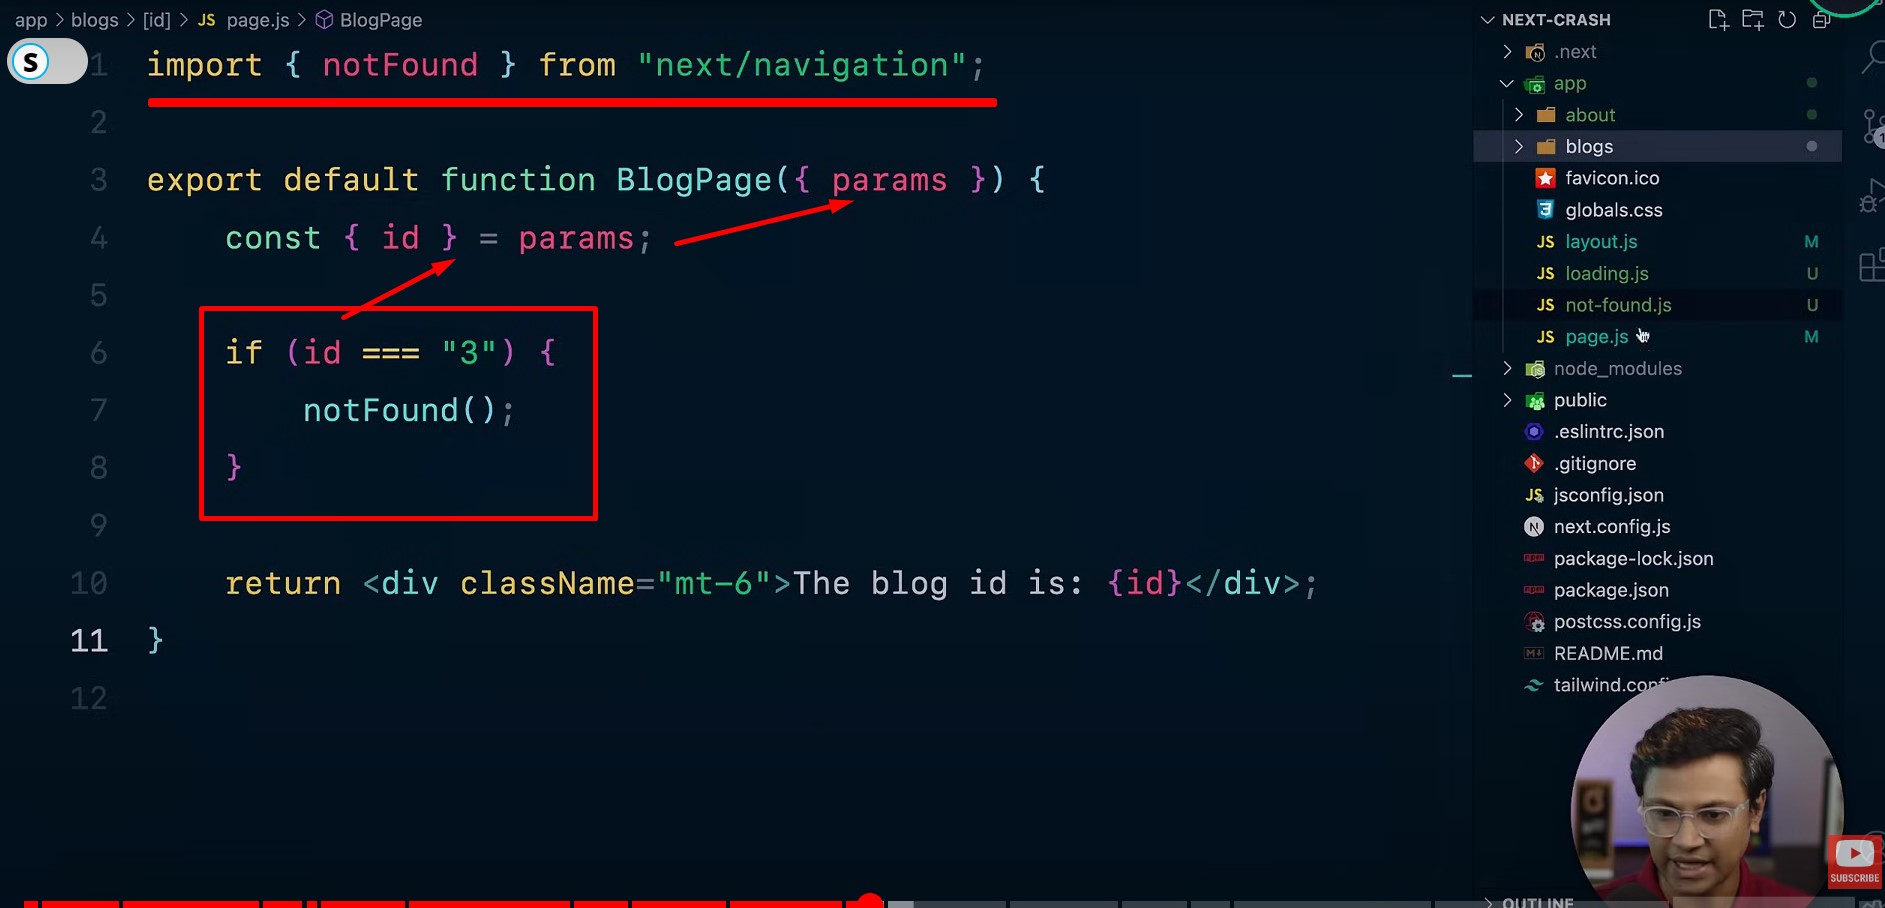 app > blogs > [id] > JS page.js > BlogPage
S
1 import { notFound } from "next/navigation";
2
3 export default function BlogPage({ params }) {
4 const { id } = params;
5
6 if (id === "3") {
7 notFound();
8 }
9
10 return <div className="mt-6">The blog id is: {id}</div>;
11 }
12
NEXT-CRASH
.next
app
about
blogs
favicon.ico
globals.css
JS layout.js M
JS loading.js U
JS not-found.js U
JS page.js M
node_modules
public
.eslintrc.json
.gitignore
JS jsconfig.json
N next.config.js
package-lock.json
package.json
postcss.config.js
README.md
OUTLINE
SUBSCRIBE